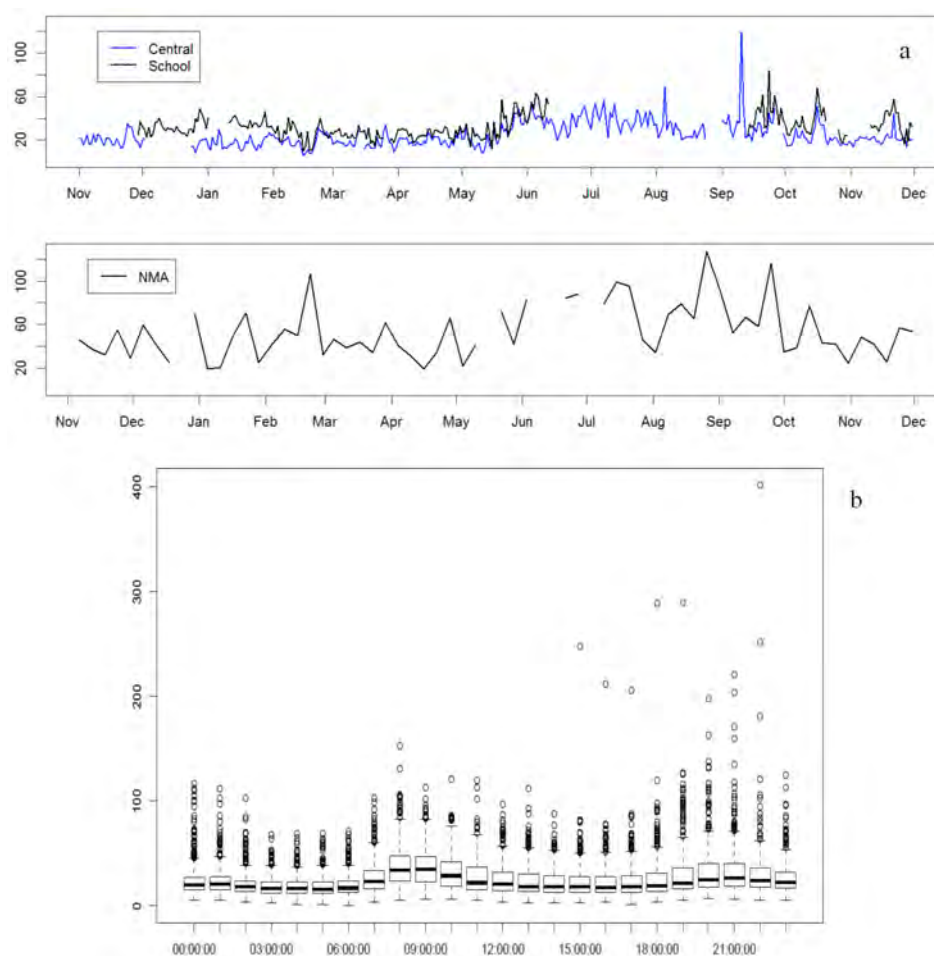 a
Central
School
100
60
20
Nov Dec Jan Feb Mar Apr May Jun Jul Aug Sep Oct Nov Dec
NMA
100
60
20
Nov Dec Jan Feb Mar Apr May Jun Jul Aug Sep Oct Nov Dec
b
400
300
200
100
0
00:00:00 03:00:00 06:00:00 09:00:00 12:00:00 15:00:00 18:00:00 21:00:00